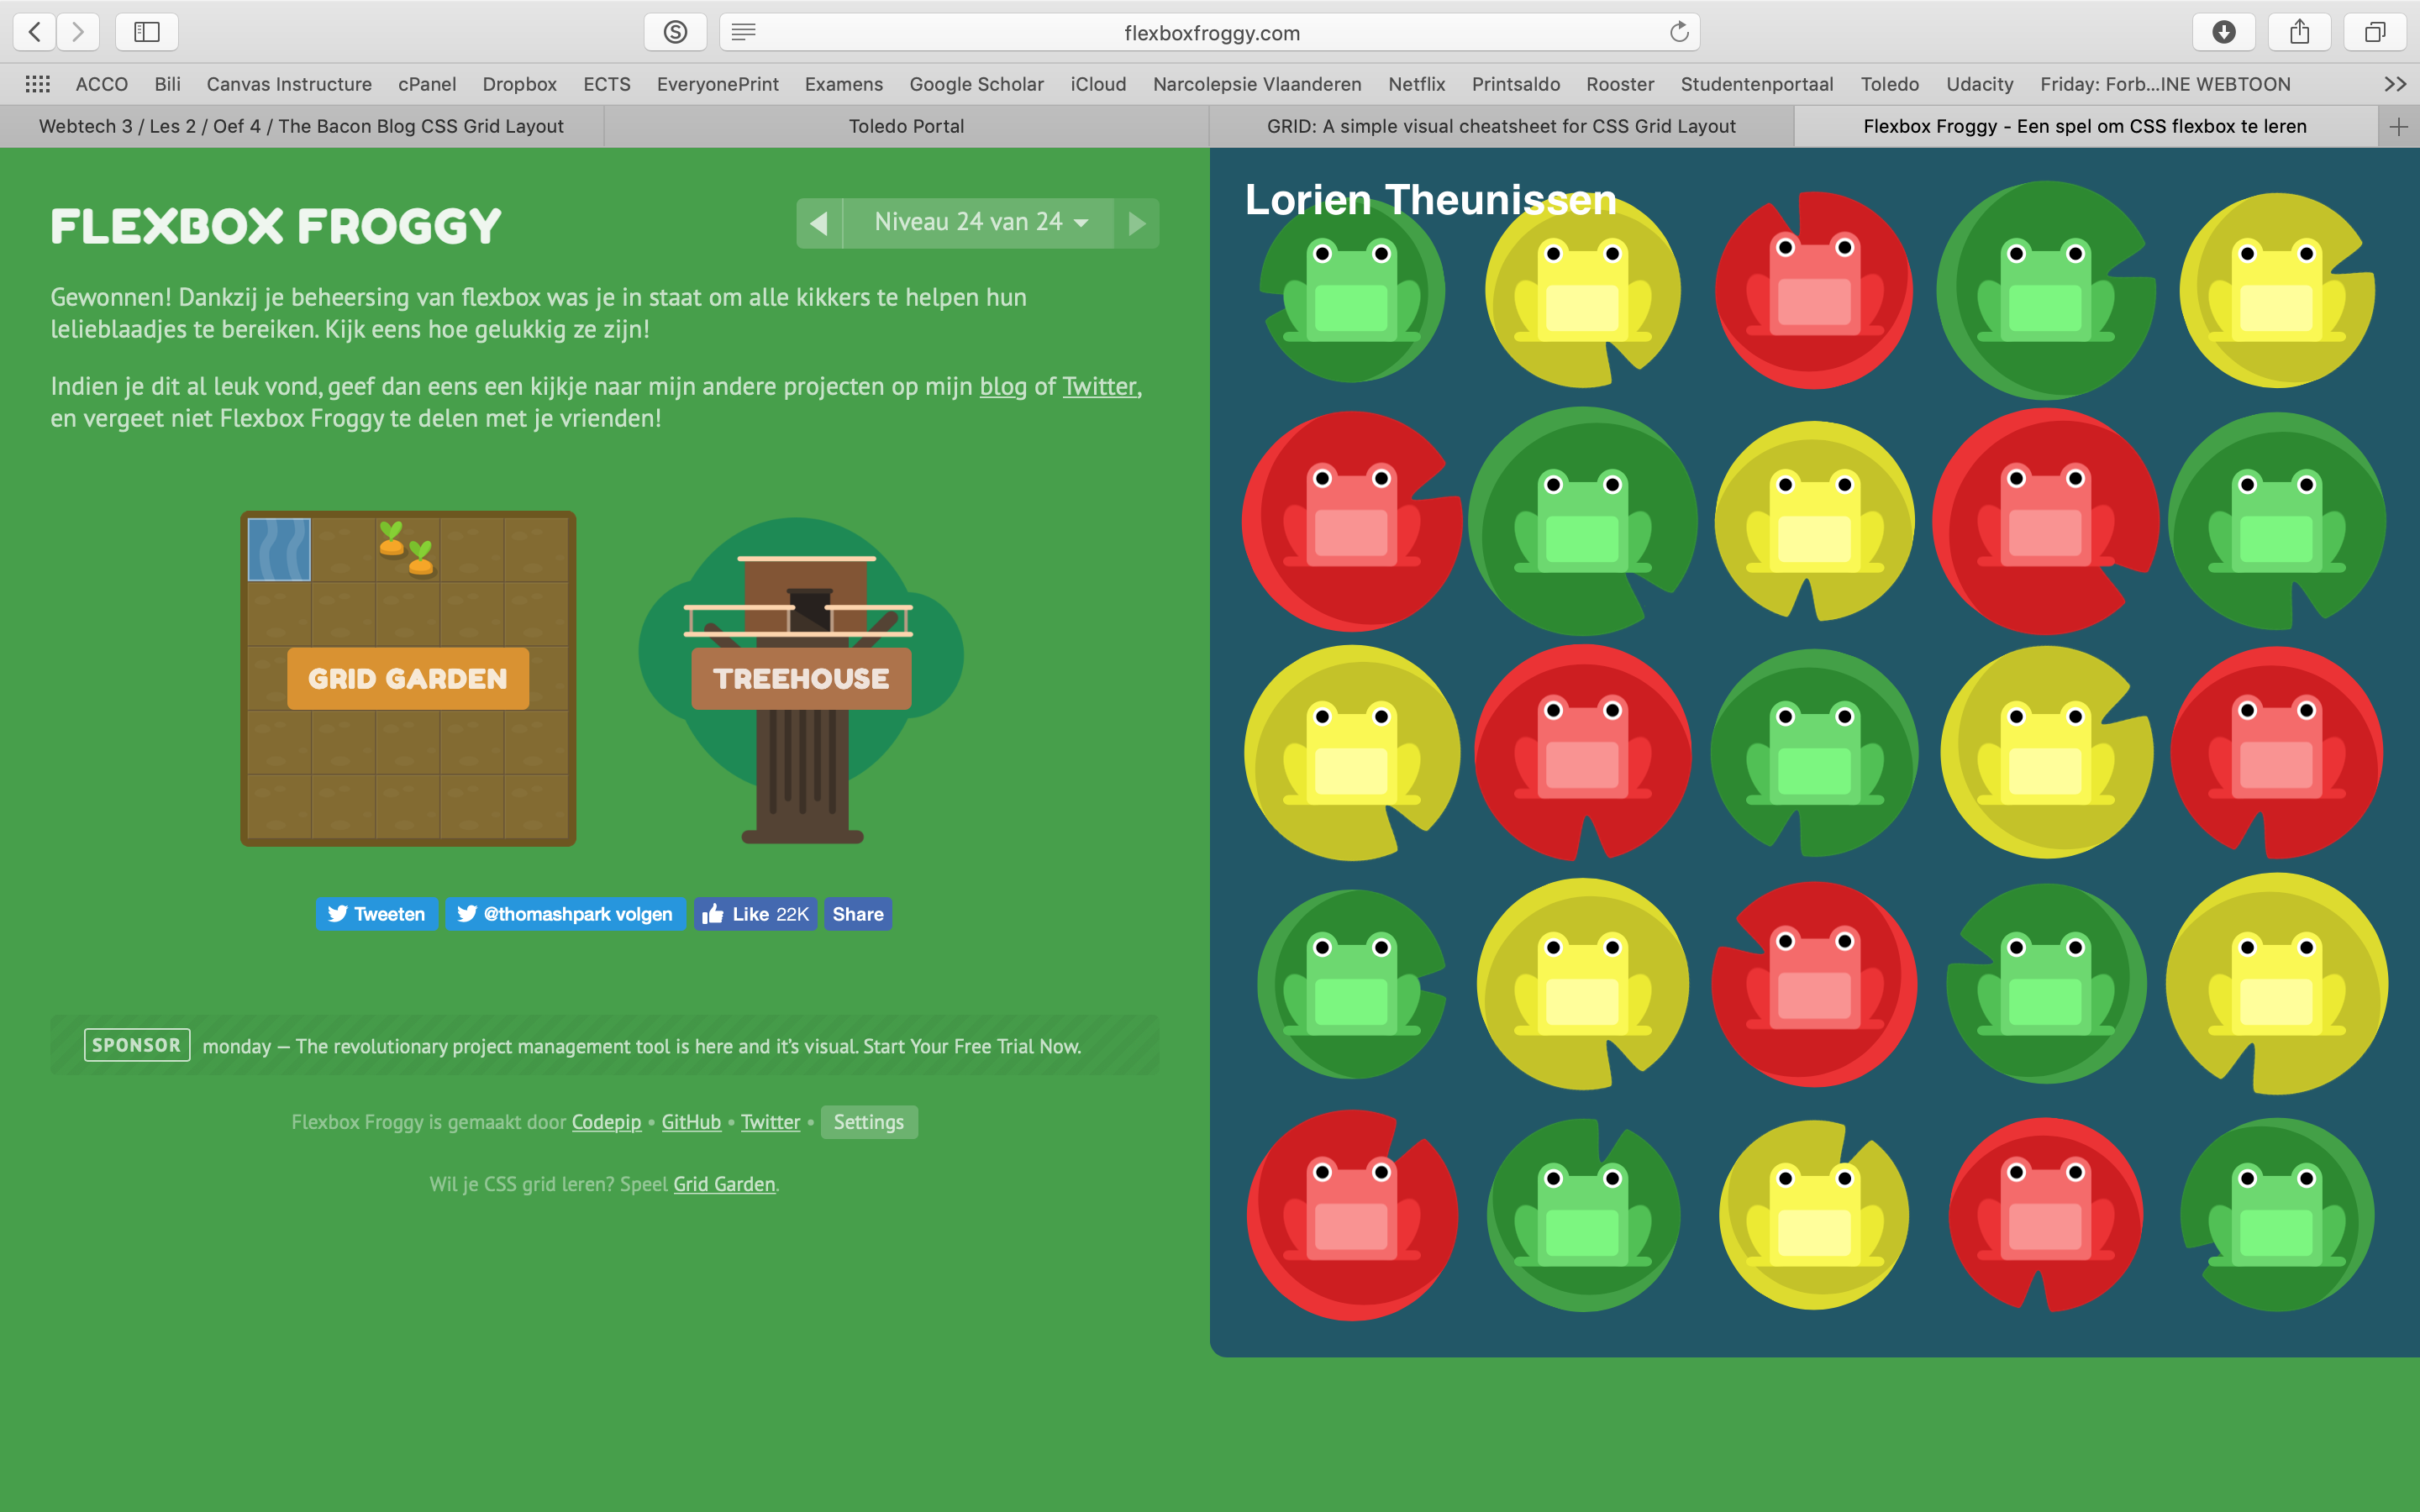 flexboxfroggy.com
ACCO Bili Canvas Instructure cPanel Dropbox ECTS EveryonePrint Examens Google Scholar iCloud Narcolepsie Vlaanderen Netflix Printsaldo Rooster Studentenportaal Toledo Udacity Friday: Forb...INE WEBTOON
Webtech 3 / Les 2 / Oef 4 / The Bacon Blog CSS Grid Layout
Toledo Portal
GRID: A simple visual cheatsheet for CSS Grid Layout
Flexbox Froggy - Een spel om CSS flexbox te leren
FLEXBOX FROGGY
Niveau 24 van 24
Gewonnen! Dankzij je beheersing van flexbox was je in staat om alle kikkers te helpen hun
lelieblaadjes te bereiken. Kijk eens hoe gelukkig ze zijn!
Indien je dit al leuk vond, geef dan eens een kijkje naar mijn andere projecten op mijn blog of Twitter,
en vergeet niet Flexbox Froggy te delen met je vrienden!
GRID GARDEN
TREEHOUSE
Tweeten
@thomashpark volgen
Like 22K
Share
SPONSOR monday — The revolutionary project management tool is here and it's visual. Start Your Free Trial Now.
Flexbox Froggy is gemaakt door Codepip • GitHub • Twitter • Settings
Wil je CSS grid leren? Speel Grid Garden.
Lorien Theunissen